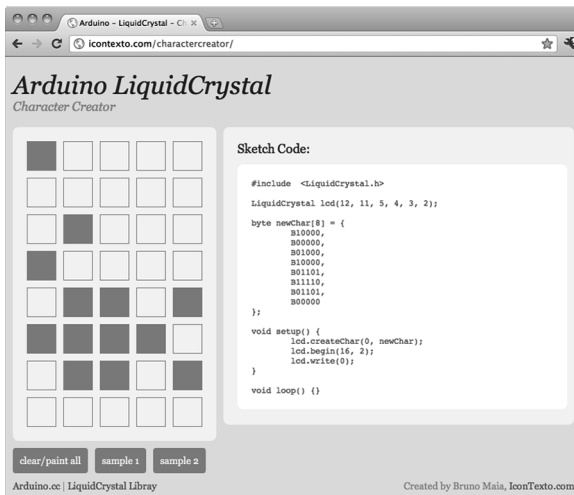 Arduino - LiquidCrystal - Ch
icontexto.com/charactercreator/
Arduino LiquidCrystal
Character Creator
Sketch Code:
#include <LiquidCrystal.h>
LiquidCrystal lcd(12, 11, 5, 4, 3, 2);
byte newChar[8] = {
B10000,
B00000,
B01000,
B10000,
B01101,
B11110,
B01101,
B00000
};
void setup() {
lcd.createChar(0, newChar);
lcd.begin(16, 2);
lcd.write(0);
}
void loop() {}
clear/paint all sample 1 sample 2
Arduino.cc | LiquidCrystal Libray Created by Bruno Maia, IconTexto.com